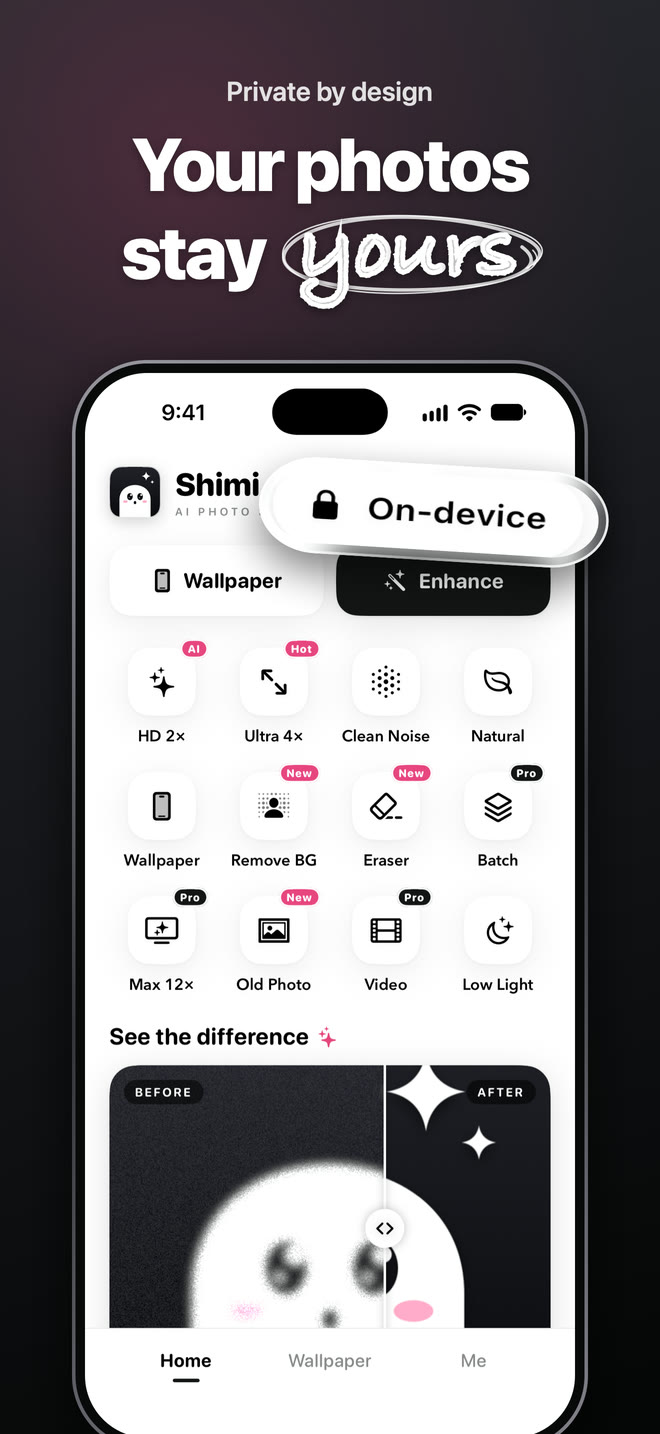 Private by design
Your photos
stay yours
9:41
Shimi
AI PHOTO
On-device
Wallpaper
Enhance
AI
Hot
HD 2×
Ultra 4×
Clean Noise
Natural
New
New
Pro
Wallpaper
Remove BG
Eraser
Batch
Pro
New
Pro
Max 12×
Old Photo
Video
Low Light
See the difference
BEFORE
AFTER
Home
Wallpaper
Me